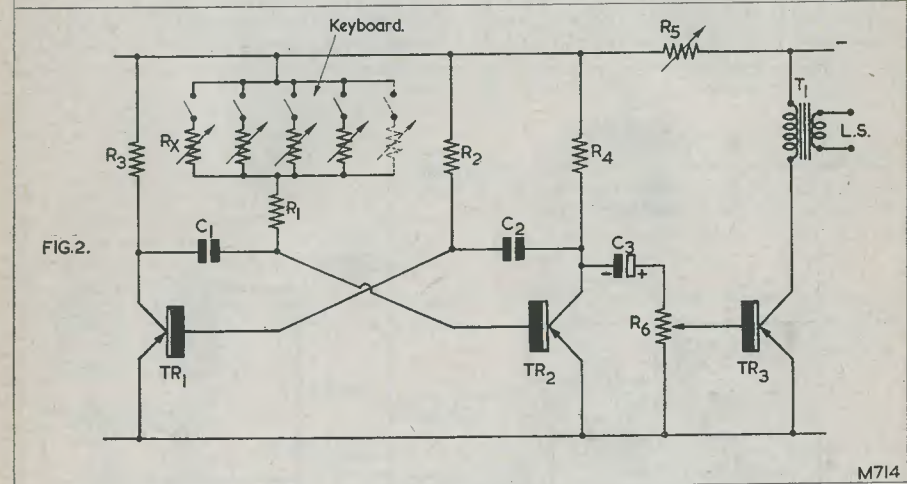 Keyboard.
R5
–
T1
L.S.
R3
RX
R2
R4
R1
C1
C2
C3
– +
FIG.2.
R6
TR1
TR2
TR3
M714